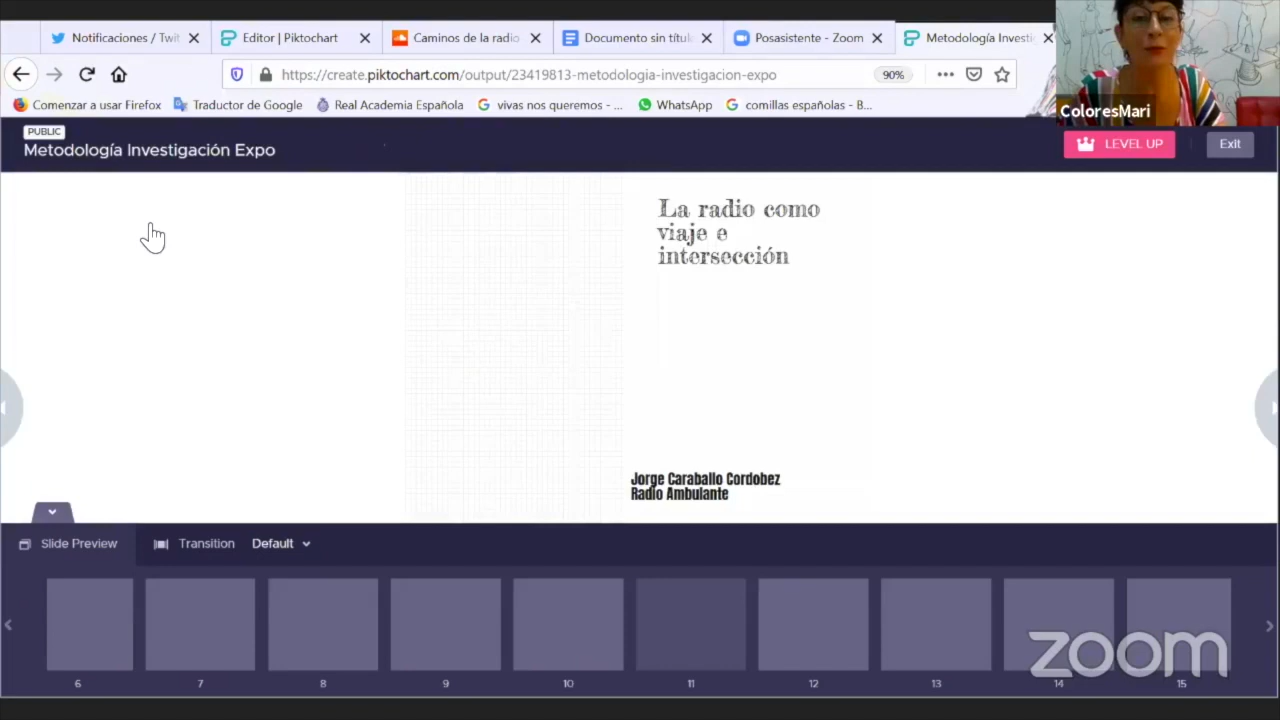 Notificaciones / Twit
Editor | Piktochart
Caminos de la radio
Documento sin títul
Posasistente - Zoom
Metodología Investig
https://create.piktochart.com/output/23419813-metodologia-investigacion-expo
90%
Comenzar a usar Firefox
Traductor de Google
Real Academia Española
vivas nos queremos - ...
WhatsApp
comillas españolas - B...
ColoresMari
PUBLIC
Metodología Investigación Expo
LEVEL UP
Exit
La radio como
viaje e
intersección
Jorge Caraballo Cordobez
Radio Ambulante
Slide Preview
Transition
Default
6
7
8
9
10
11
12
13
14
15
zoom